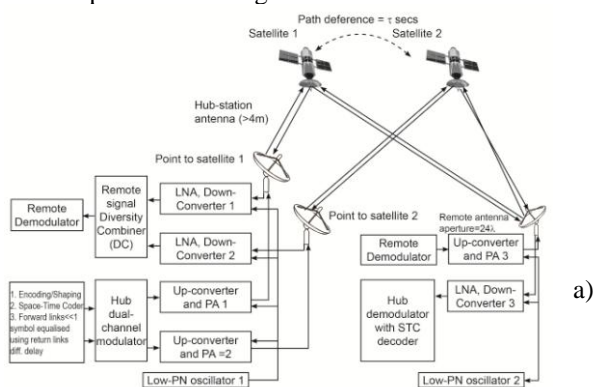 Path deference = τ secs
Satellite 1
Satellite 2
Hub-station
antenna (>4m)
Point to satellite 1
Remote
Demodulator
Remote
signal
Diversity
Combiner
(DC)
LNA, Down-
Converter 1
LNA, Down-
Converter 2
Point to satellite 2
Remote antenna
aperture=24λ
Remote
Demodulator
Up-converter
and PA 3
1. Encoding/Shaping
2. Space-Time Coder
3. Forward links<<1
symbol equalised
using return links
diff. delay
Hub
dual-
channel
modulator
Up-converter
and PA 1
Up-converter
and PA =2
Hub
demodulator
with STC
decoder
LNA, Down-
Converter 3
a)
Low-PN oscillator 1
Low-PN oscillator 2